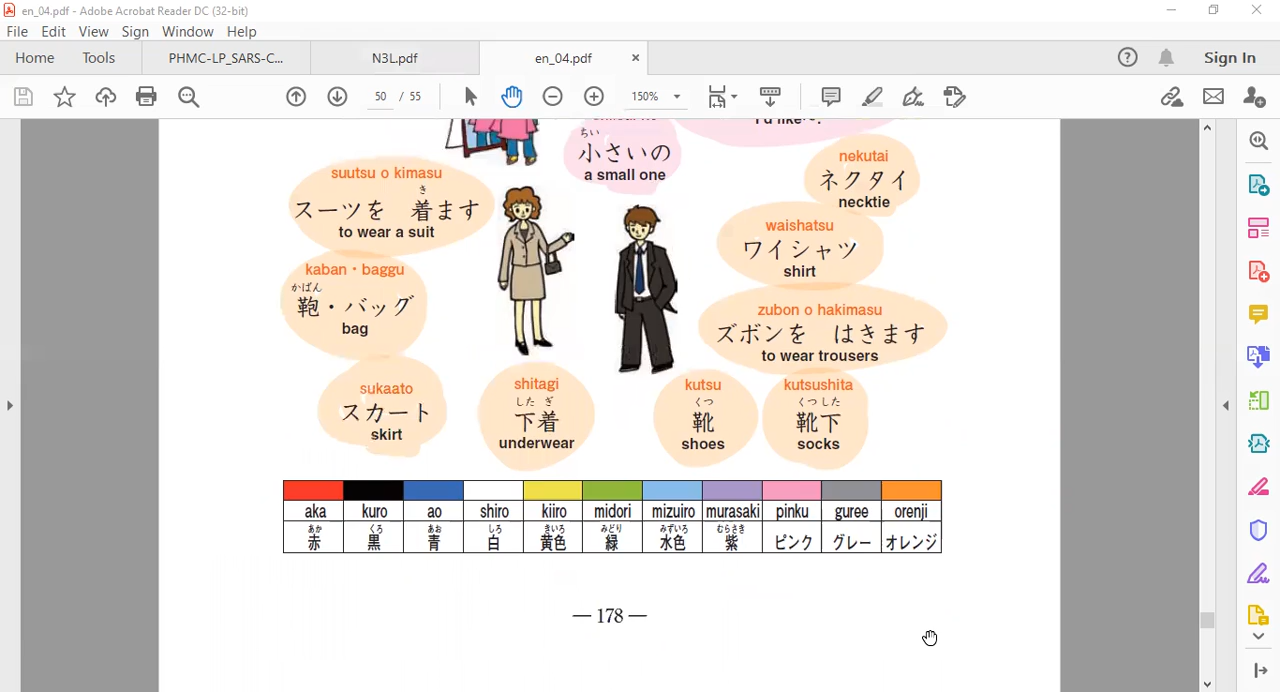 en_04.pdf - Adobe Acrobat Reader DC (32-bit)
File Edit View Sign Window Help
Home Tools PHMC-LP_SARS-C... N3L.pdf en_04.pdf × Sign In
50 / 55 150%
I'd like~.
ちい
小さいの
a small one
nekutai
ネクタイ
necktie
suutsu o kimasu
き
スーツを 着ます
to wear a suit
waishatsu
ワイシャツ
shirt
kaban・baggu
かばん
鞄・バッグ
bag
zubon o hakimasu
ズボンを はきます
to wear trousers
sukaato
スカート
skirt
shitagi
した ぎ
下着
underwear
kutsu
くつ
靴
shoes
kutsushita
くつ した
靴下
socks
aka kuro ao shiro kiiro midori mizuiro murasaki pinku guree orenji
あか くろ あお しろ きいろ みどり みずいろ むらさき
赤 黒 青 白 黄色 緑 水色 紫 ピンク グレー オレンジ
— 178 —